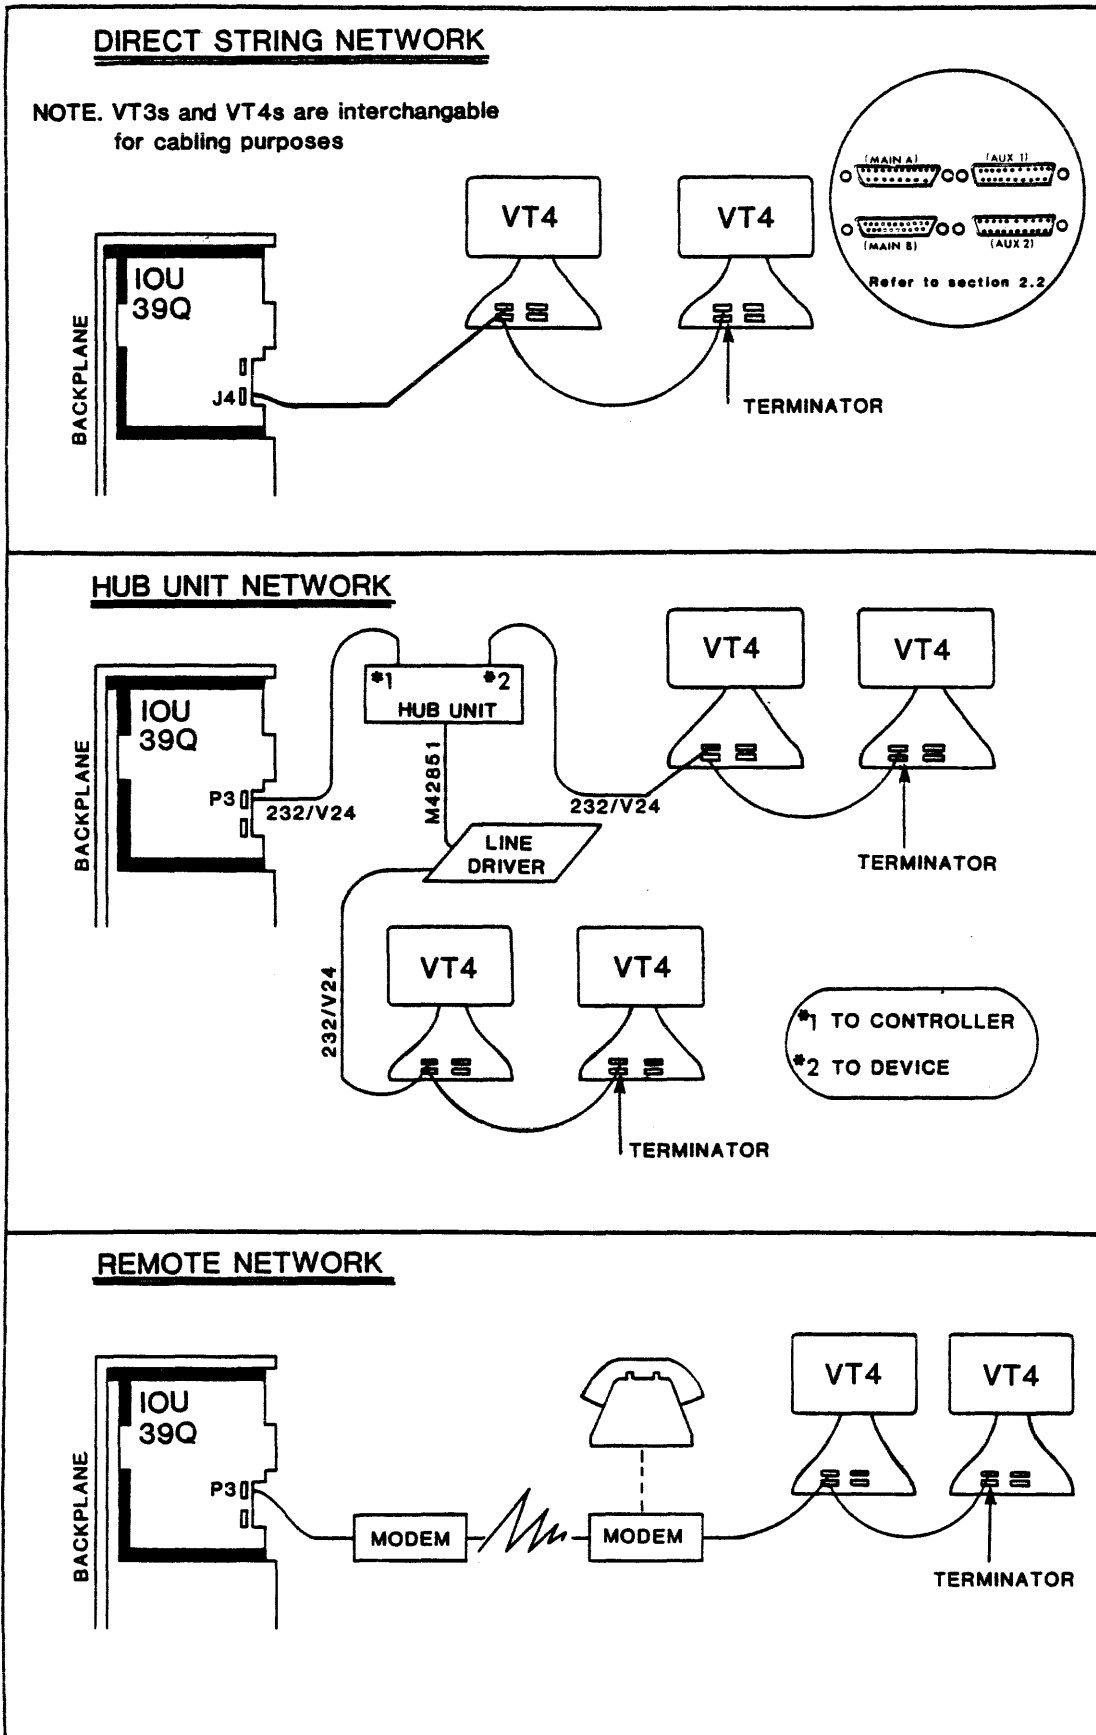 DIRECT STRING NETWORK
NOTE. VT3s and VT4s are interchangable
for cabling purposes
(MAIN A)
(AUX 1)
(MAIN B)
(AUX 2)
Refer to section 2.2
VT4
VT4
IOU
39Q
BACKPLANE
J4
TERMINATOR
HUB UNIT NETWORK
VT4
VT4
*1
*2
HUB UNIT
IOU
39Q
BACKPLANE
P3
232/V24
M42851
232/V24
LINE
DRIVER
TERMINATOR
VT4
VT4
232/V24
*1 TO CONTROLLER
*2 TO DEVICE
TERMINATOR
REMOTE NETWORK
VT4
VT4
IOU
39Q
BACKPLANE
P3
MODEM
MODEM
TERMINATOR